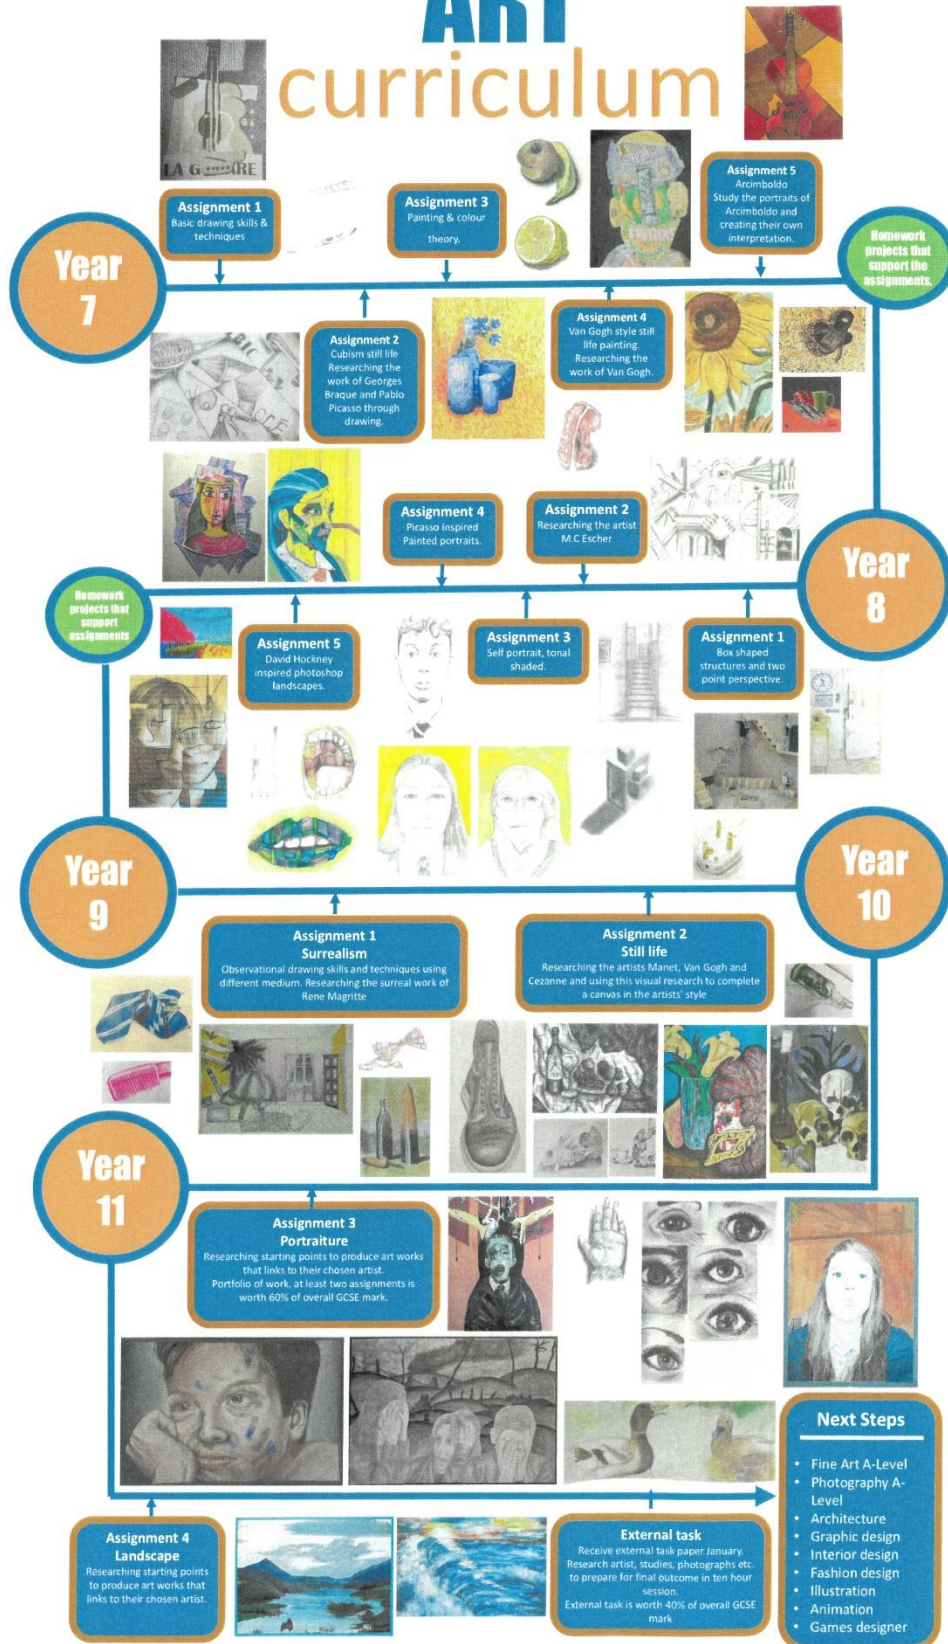 ART
curriculum
LA G
RE
Assignment 1
Basic drawing skills &
techniques
Assignment 3
Painting & colour
theory.
Assignment 5
Arcimboldo
Study the portraits of
Arcimboldo and
creating their own
interpretation.
Year
7
Homework
projects that
support the
assignments.
Assignment 2
Cubism still life
Researching the
work of Georges
Braque and Pablo
Picasso through
drawing.
Assignment 4
Van Gogh style still
life painting.
Researching the
work of Van Gogh.
Assignment 4
Picasso inspired
Painted portraits.
Assignment 2
Researching the artist
M.C Escher
Year
8
Homework
projects that
support
assignments
Assignment 5
David Hockney
inspired photoshop
landscapes.
Assignment 3
Self portrait, tonal
shaded.
Assignment 1
Box shaped
structures and two
point perspective.
Year
9
Year
10
Assignment 1
Surrealism
Observational drawing skills and techniques using
different medium. Researching the surreal work of
Rene Magritte
Assignment 2
Still life
Researching the artists Manet, Van Gogh and
Cezanne and using this visual research to complete
a canvas in the artists' style
Year
11
Assignment 3
Portraiture
Researching starting points to produce art works
that links to their chosen artist.
Portfolio of work, at least two assignments is
worth 60% of overall GCSE mark.
Assignment 4
Landscape
Researching starting points
to produce art works that
links to their chosen artist.
External task
Receive external task paper January.
Research artist, studies, photographs etc.
to prepare for final outcome in ten hour
session.
External task is worth 40% of overall GCSE
mark
Next Steps
• Fine Art A-Level
• Photography A-
Level
• Architecture
• Graphic design
• Interior design
• Fashion design
• Illustration
• Animation
• Games designer